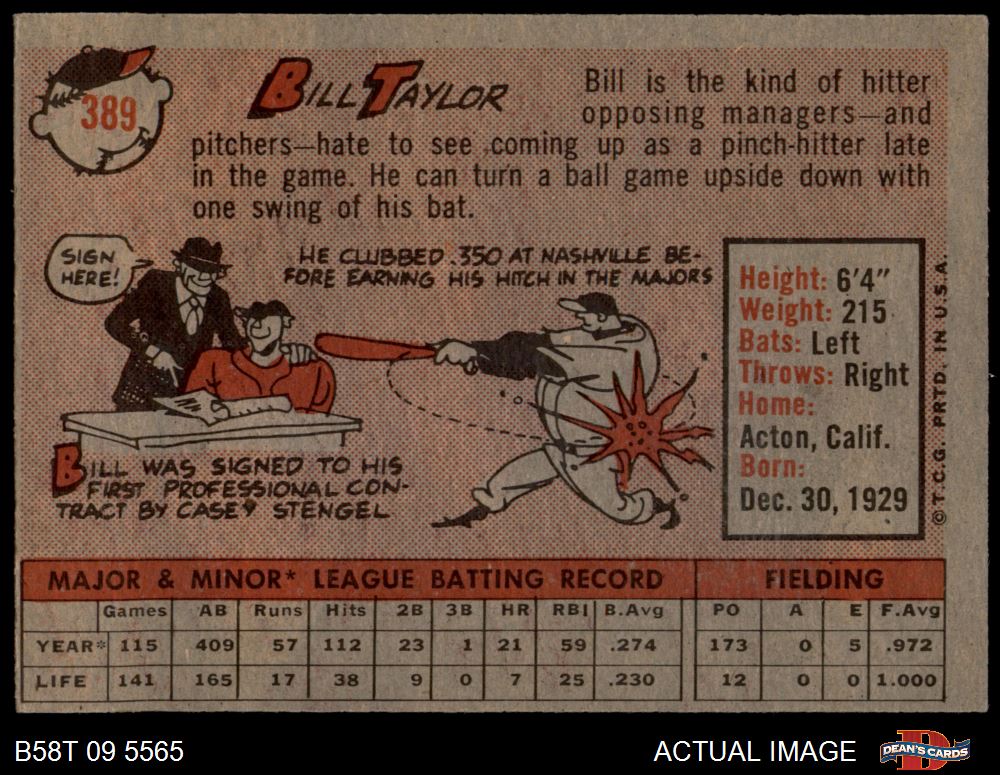 389
BILL TAYLOR
Bill is the kind of hitter
opposing managers—and
pitchers—hate to see coming up as a pinch-hitter late
in the game. He can turn a ball game upside down with
one swing of his bat.
SIGN
HERE!
HE CLUBBED .350 AT NASHVILLE BE-
FORE EARNING HIS HITCH IN THE MAJORS
BILL WAS SIGNED TO HIS
FIRST PROFESSIONAL CON-
TRACT BY CASEY STENGEL
Height: 6'4"
Weight: 215
Bats: Left
Throws: Right
Home:
Acton, Calif.
Born:
Dec. 30, 1929
© T.C.G. PRTD. IN U.S.A.
MAJOR & MINOR* LEAGUE BATTING RECORD FIELDING
Games AB Runs Hits 2B 3B HR RBI B.Avg PO A E F.Avg
YEAR* 115 409 57 112 23 1 21 59 .274 173 0 5 .972
LIFE 141 165 17 38 9 0 7 25 .230 12 0 0 1.000
B58T 09 5565 ACTUAL IMAGE DEAN'S CARDS